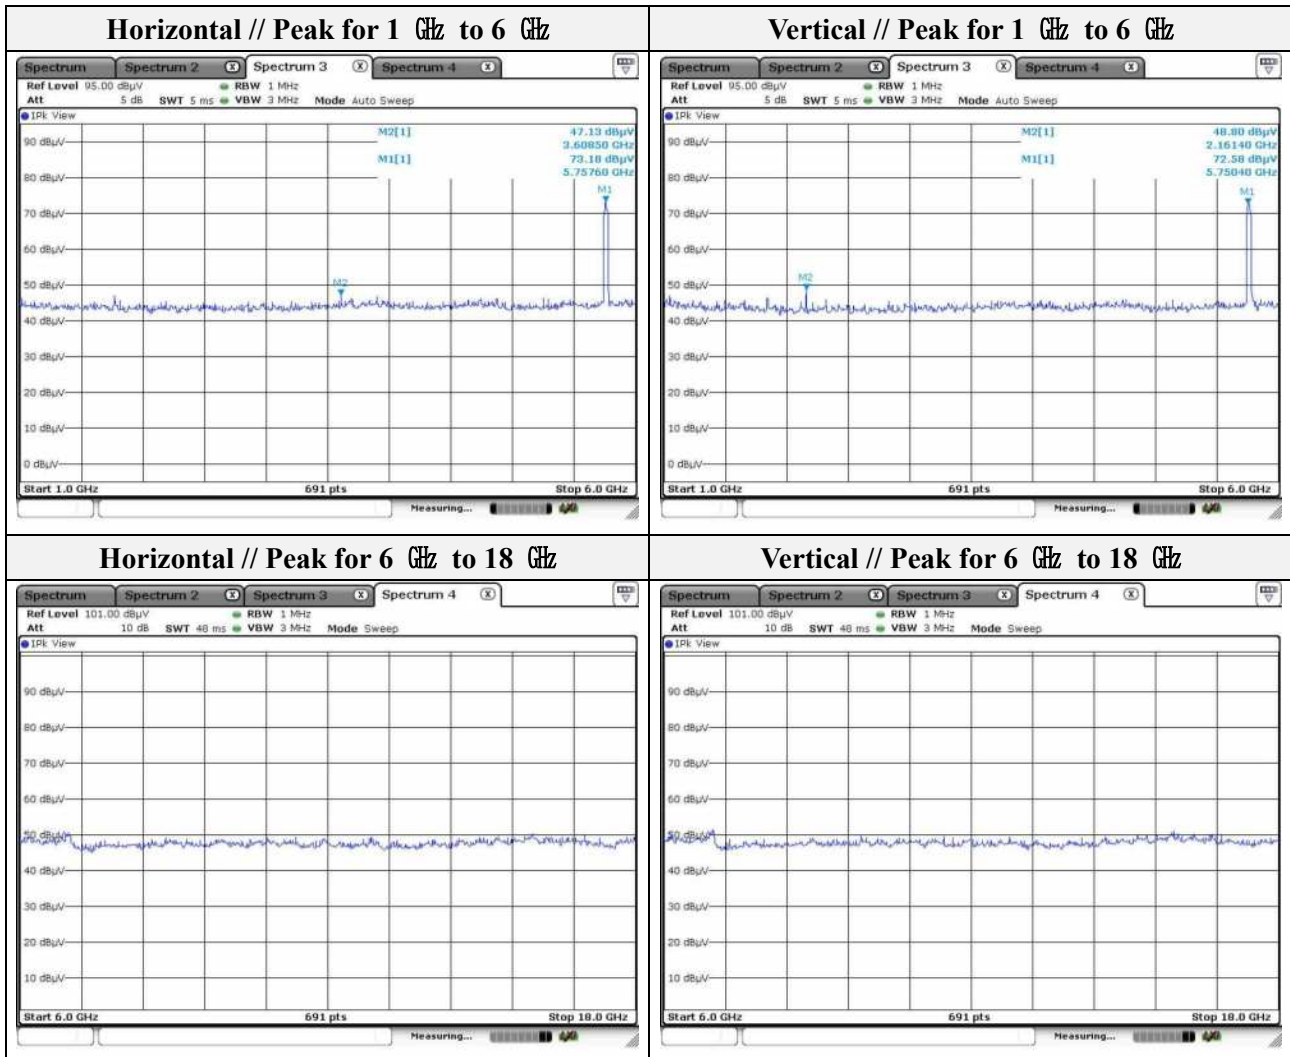 Horizontal // Peak for 1 ㎓ to 6 ㎓
Spectrum Spectrum 2 Spectrum 3 Spectrum 4
Ref Level 95.00 dBµV RBW 1 MHz
Att 5 dB SWT 5 ms VBW 3 MHz Mode Auto Sweep
1Pk View
M2[1] 47.13 dBµV
3.60850 GHz
M1[1] 73.18 dBµV
5.75760 GHz
90 dBµV
80 dBµV
M1
70 dBµV
60 dBµV
50 dBµV
M2
40 dBµV
30 dBµV
20 dBµV
10 dBµV
0 dBµV
Start 1.0 GHz 691 pts Stop 6.0 GHz
Measuring...
Vertical // Peak for 1 ㎓ to 6 ㎓
Spectrum Spectrum 2 Spectrum 3 Spectrum 4
Ref Level 95.00 dBµV RBW 1 MHz
Att 5 dB SWT 5 ms VBW 3 MHz Mode Auto Sweep
1Pk View
M2[1] 48.80 dBµV
2.16140 GHz
M1[1] 72.58 dBµV
5.75040 GHz
90 dBµV
80 dBµV
M1
70 dBµV
60 dBµV
M2
50 dBµV
40 dBµV
30 dBµV
20 dBµV
10 dBµV
0 dBµV
Start 1.0 GHz 691 pts Stop 6.0 GHz
Measuring...
Horizontal // Peak for 6 ㎓ to 18 ㎓
Spectrum Spectrum 2 Spectrum 3 Spectrum 4
Ref Level 101.00 dBµV RBW 1 MHz
Att 10 dB SWT 48 ms VBW 3 MHz Mode Sweep
1Pk View
90 dBµV
80 dBµV
70 dBµV
60 dBµV
50 dBµV
40 dBµV
30 dBµV
20 dBµV
10 dBµV
Start 6.0 GHz 691 pts Stop 18.0 GHz
Measuring...
Vertical // Peak for 6 ㎓ to 18 ㎓
Spectrum Spectrum 2 Spectrum 3 Spectrum 4
Ref Level 101.00 dBµV RBW 1 MHz
Att 10 dB SWT 48 ms VBW 3 MHz Mode Sweep
1Pk View
90 dBµV
80 dBµV
70 dBµV
60 dBµV
50 dBµV
40 dBµV
30 dBµV
20 dBµV
10 dBµV
Start 6.0 GHz 691 pts Stop 18.0 GHz
Measuring...